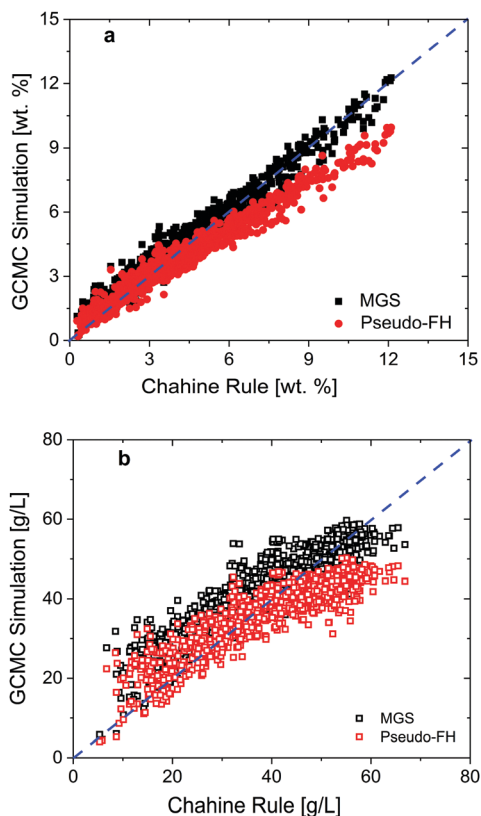 a
GCMC Simulation [wt. %]
15
12
9
6
3
0
MGS
Pseudo-FH
0 3 6 9 12 15
Chahine Rule [wt. %]
b
GCMC Simulation [g/L]
80
60
40
20
0
MGS
Pseudo-FH
0 20 40 60 80
Chahine Rule [g/L]